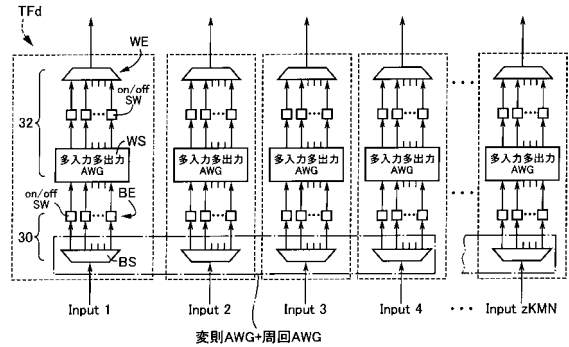 TFd
WE
on/off
SW
32
WS
多入力多出力
AWG
多入力多出力
AWG
多入力多出力
AWG
多入力多出力
AWG
多入力多出力
AWG
on/off
SW
BE
30
BS
Input 1
Input 2
Input 3
Input 4
Input zKMN
変則AWG+周回AWG